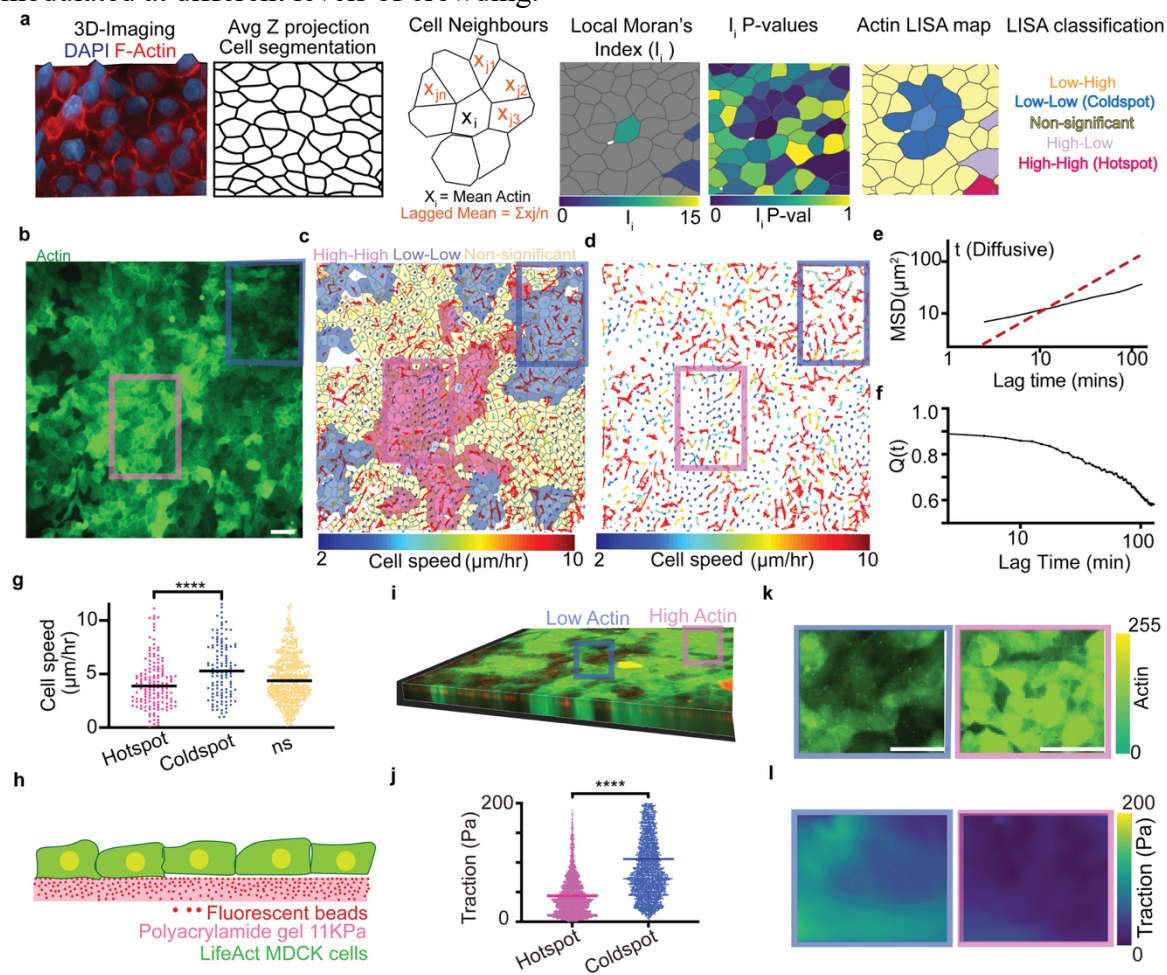 modulated at different levels of crowding.
a
3D-Imaging
DAPI F-Actin
Avg Z projection
Cell segmentation
Cell Neighbours
Xj1
Xjn
Xj2
Xi
Xj3
Xi = Mean Actin
Lagged Mean = Σxj/n
Local Moran's
Index (Ii)
0 Ii 15
Ii P-values
0 Ii P-val 1
Actin LISA map
LISA classification
Low-High
Low-Low (Coldspot)
Non-significant
High-Low
High-High (Hotspot)
b
Actin
c
High-High Low-Low Non-significant
2 10
Cell speed (µm/hr)
d
2 10
Cell speed (µm/hr)
e
t (Diffusive)
MSD(µm²)
100
10
1 10 100
Lag time (mins)
f
Q(t)
1.0
0.8
0.6
10 100
Lag Time (min)
g
****
Cell speed
(µm/hr)
10
5
0
Hotspot
Coldspot
ns
h
Fluorescent beads
Polyacrylamide gel 11KPa
LifeAct MDCK cells
i
Low Actin High Actin
j
****
Traction (Pa)
200
0
Hotspot
Coldspot
k
255
Actin
0
l
200
Traction (Pa)
0